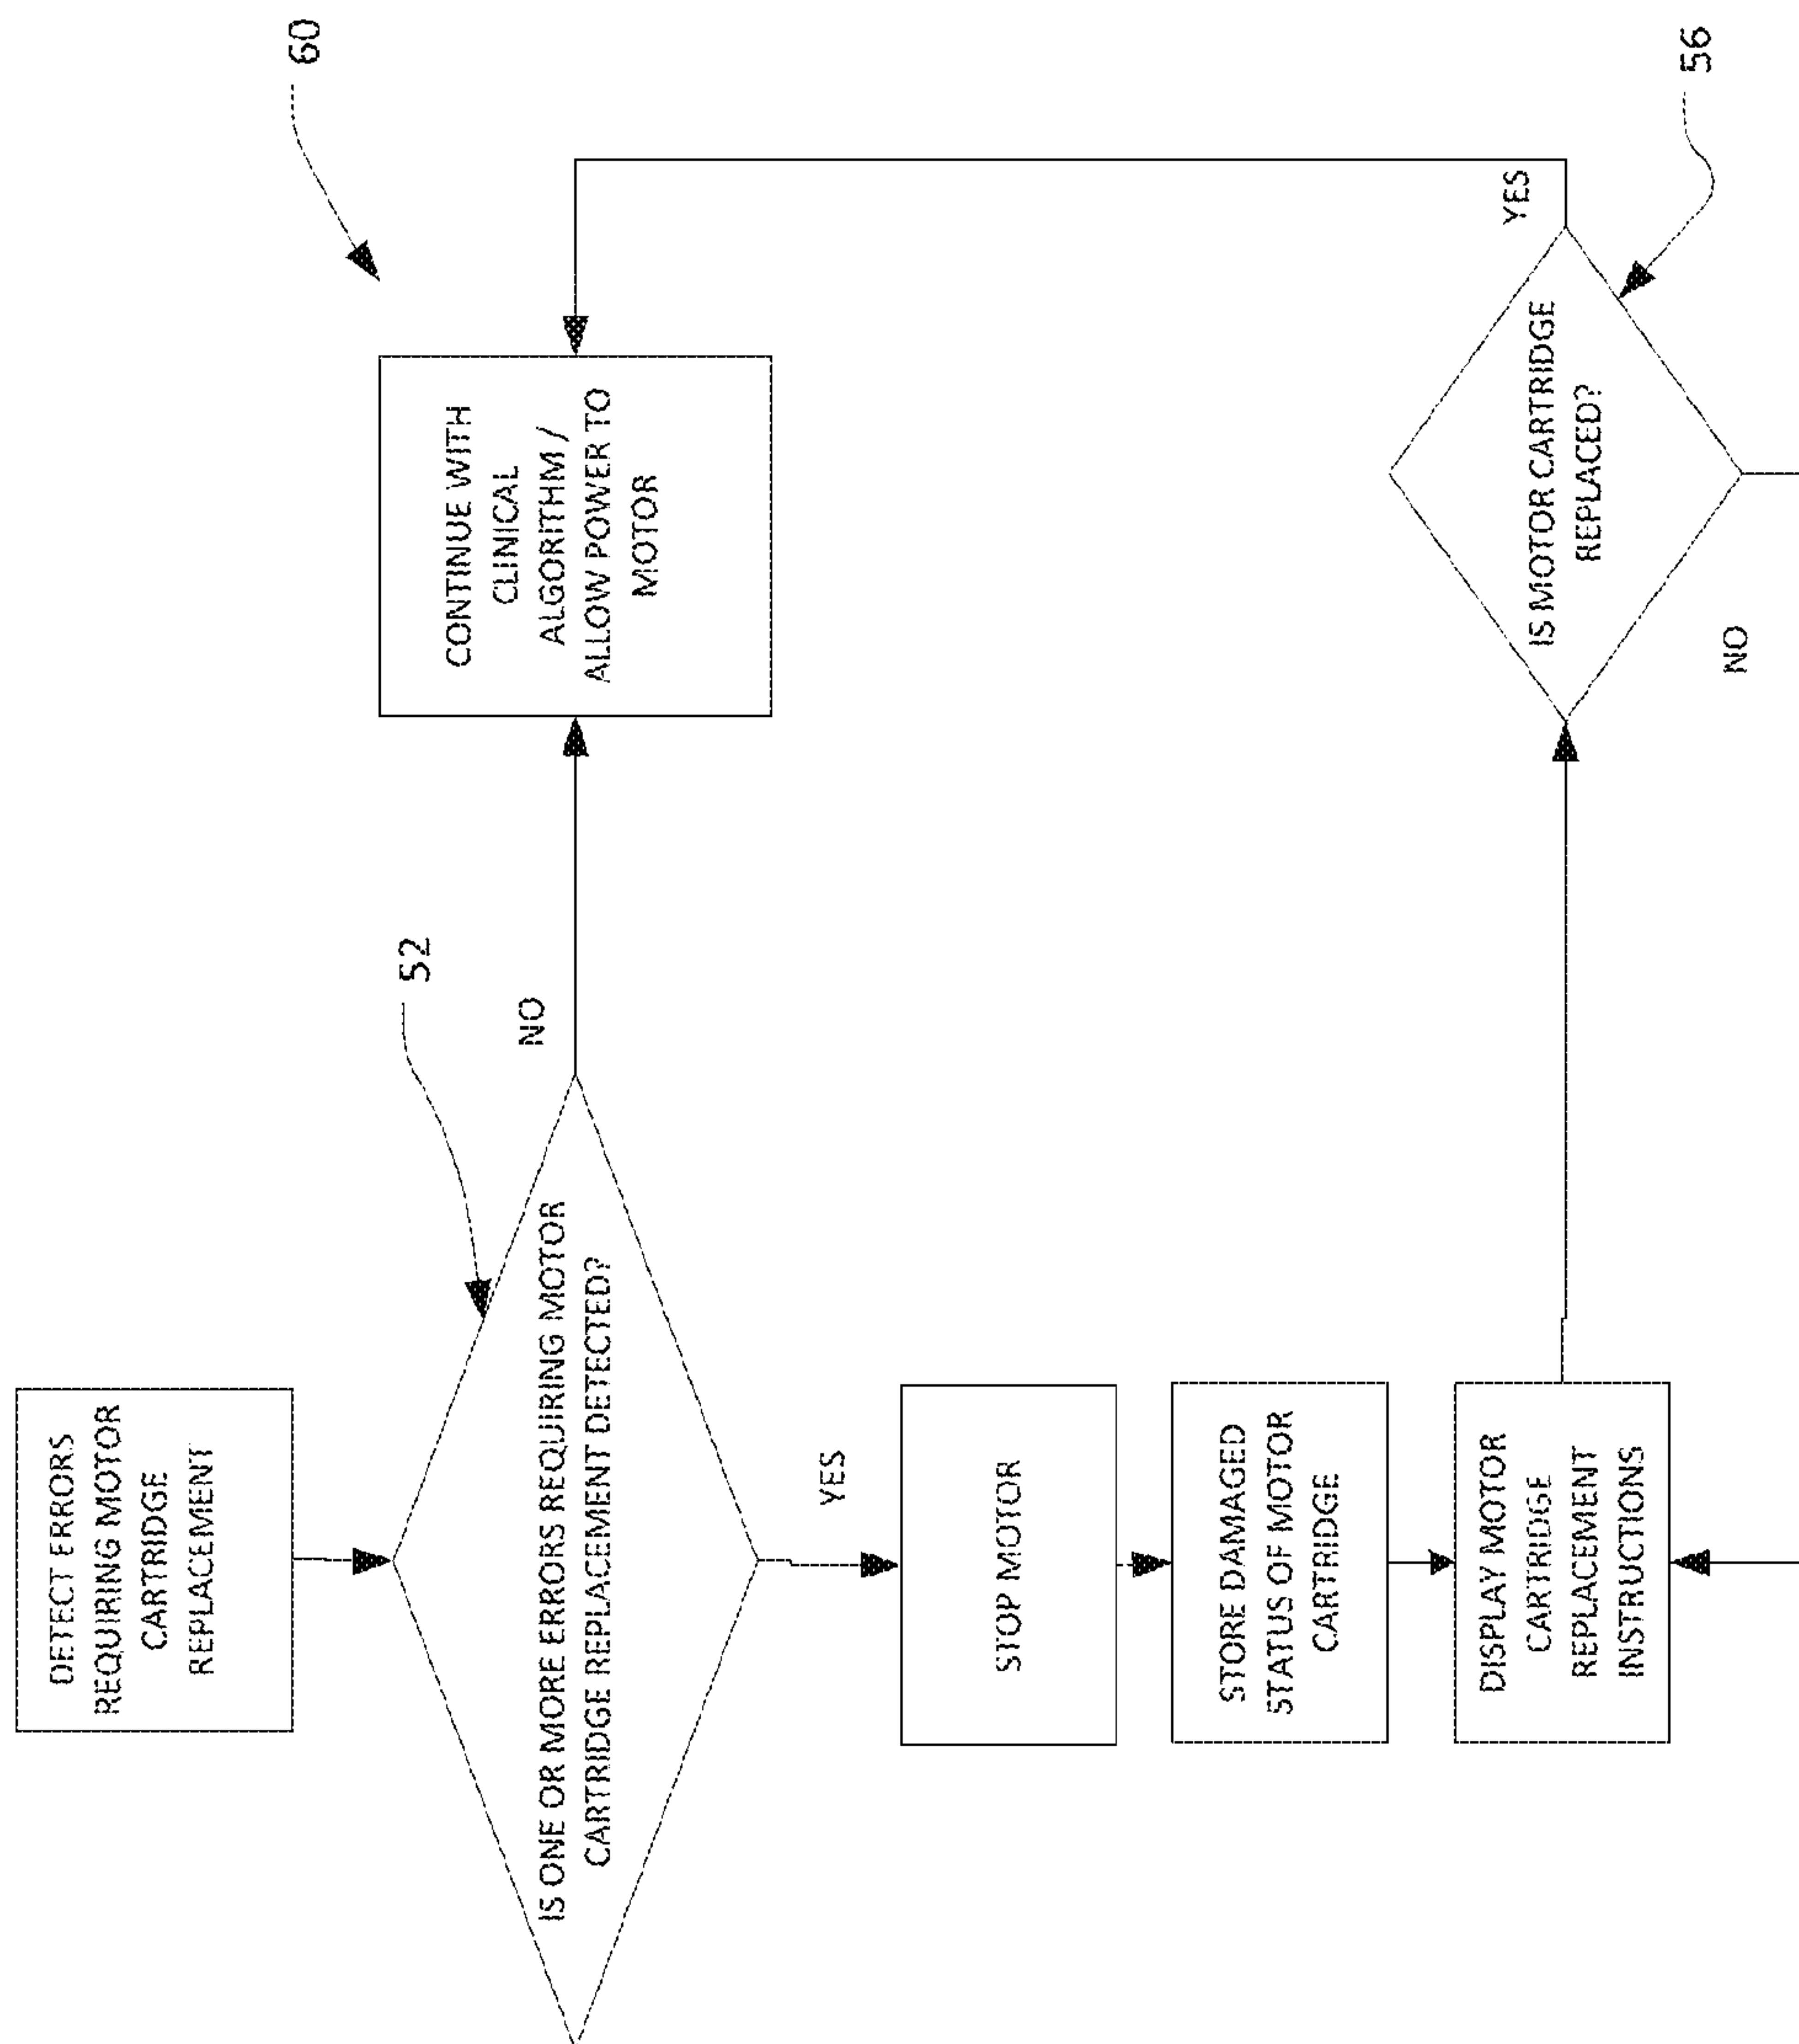 DETECT ERRORS
REQUIRING MOTOR
CARTRIDGE
REPLACEMENT
52
IS ONE OR MORE ERRORS REQUIRING MOTOR
CARTRIDGE REPLACEMENT DETECTED?
NO
YES
60
CONTINUE WITH
CLINICAL
ALGORITHM /
ALLOW POWER TO
MOTOR
STOP MOTOR
STORE DAMAGED
STATUS OF MOTOR
CARTRIDGE
DISPLAY MOTOR
CARTRIDGE
REPLACEMENT
INSTRUCTIONS
IS MOTOR CARTRIDGE
REPLACED?
YES
NO
56